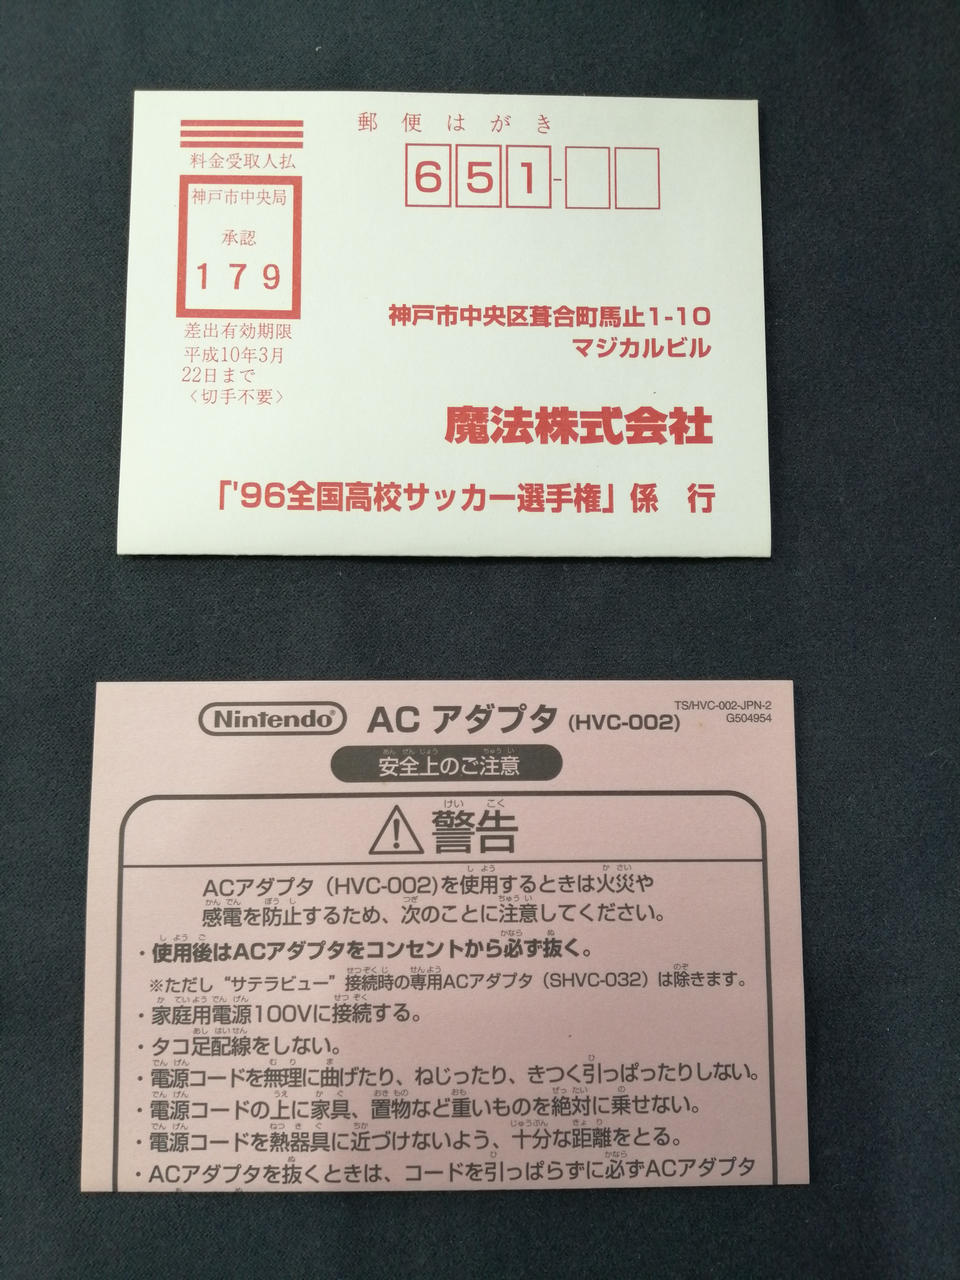 郵便はがき
料金受取人払
神戸市中央局
承認
179
差出有効期限
平成10年3月
22日まで
〈切手不要〉
651-
神戸市中央区葺合町馬止1-10
マジカルビル
魔法株式会社
「'96全国高校サッカー選手権」係 行
Nintendo® AC アダプタ (HVC-002)
TS/HVC-002-JPN-2
G504954
安全上のご注意
警告
ACアダプタ（HVC-002)を使用するときは火災や
感電を防止するため、次のことに注意してください。
・使用後はACアダプタをコンセントから必ず抜く。
※ただし“サテラビュー”接続時の専用ACアダプタ（SHVC-032）は除きます。
・家庭用電源100Vに接続する。
・タコ足配線をしない。
・電源コードを無理に曲げたり、ねじったり、きつく引っぱったりしない。
・電源コードの上に家具、置物など重いものを絶対に乗せない。
・電源コードを熱器具に近づけないよう、十分な距離をとる。
・ACアダプタを抜くときは、コードを引っぱらずに必ずACアダプタ